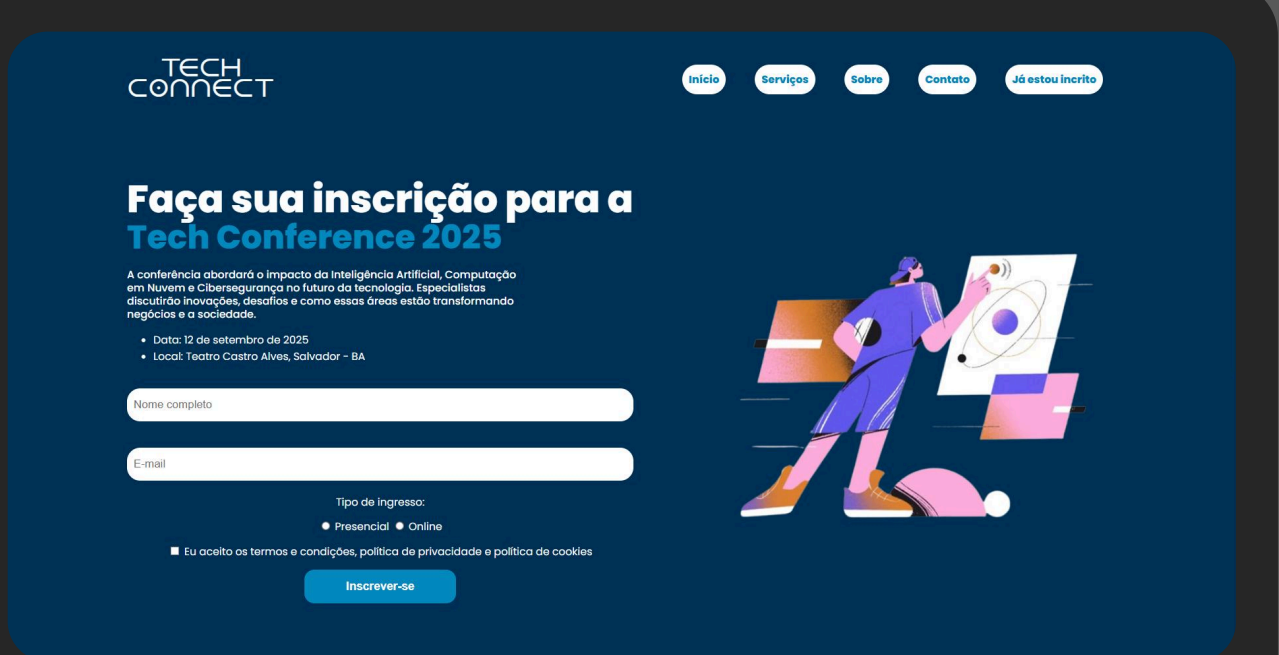 TECH
CONNECT
Início Serviços Sobre Contato Já estou incrito
Faça sua inscrição para a
Tech Conference 2025
A conferência abordará o impacto da Inteligência Artificial, Computação
em Nuvem e Cibersegurança no futuro da tecnologia. Especialistas
discutirão inovações, desafios e como essas áreas estão transformando
negócios e a sociedade.
• Data: 12 de setembro de 2025
• Local: Teatro Castro Alves, Salvador - BA
Nome completo
E-mail
Tipo de ingresso:
Presencial Online
Eu aceito os termos e condições, política de privacidade e política de cookies
Inscrever-se